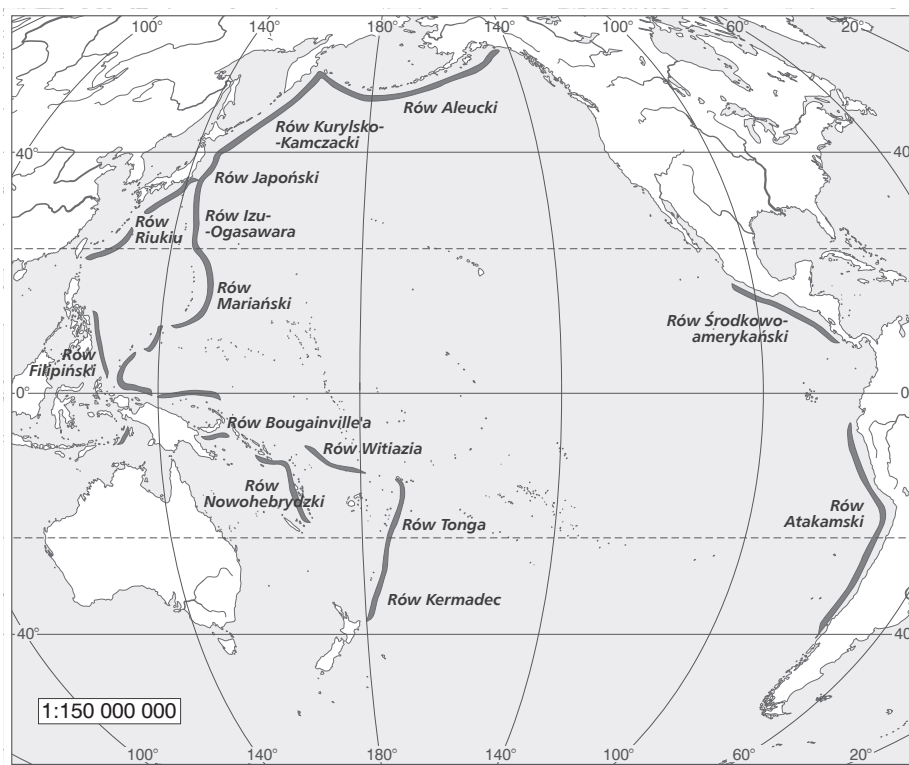 100° 140° 180° 140° 100° 60° 20°
Rów Aleucki
Rów Kurylsko-
-Kamczacki
40° 40
Rów Japoński
Rów Izu-
-Ogasawara
Rów
Riukiu
Rów
Mariański
Rów Środkowo-
amerykański
Rów
Filipiński
0° 0°
Rów Bougainville'a
Rów Witiazia
Rów
Nowohebrydzki
Rów
Atakamski
Rów Tonga
Rów Kermadec
40° 40
1:150 000 000
100° 140° 180° 140° 100° 60° 20°